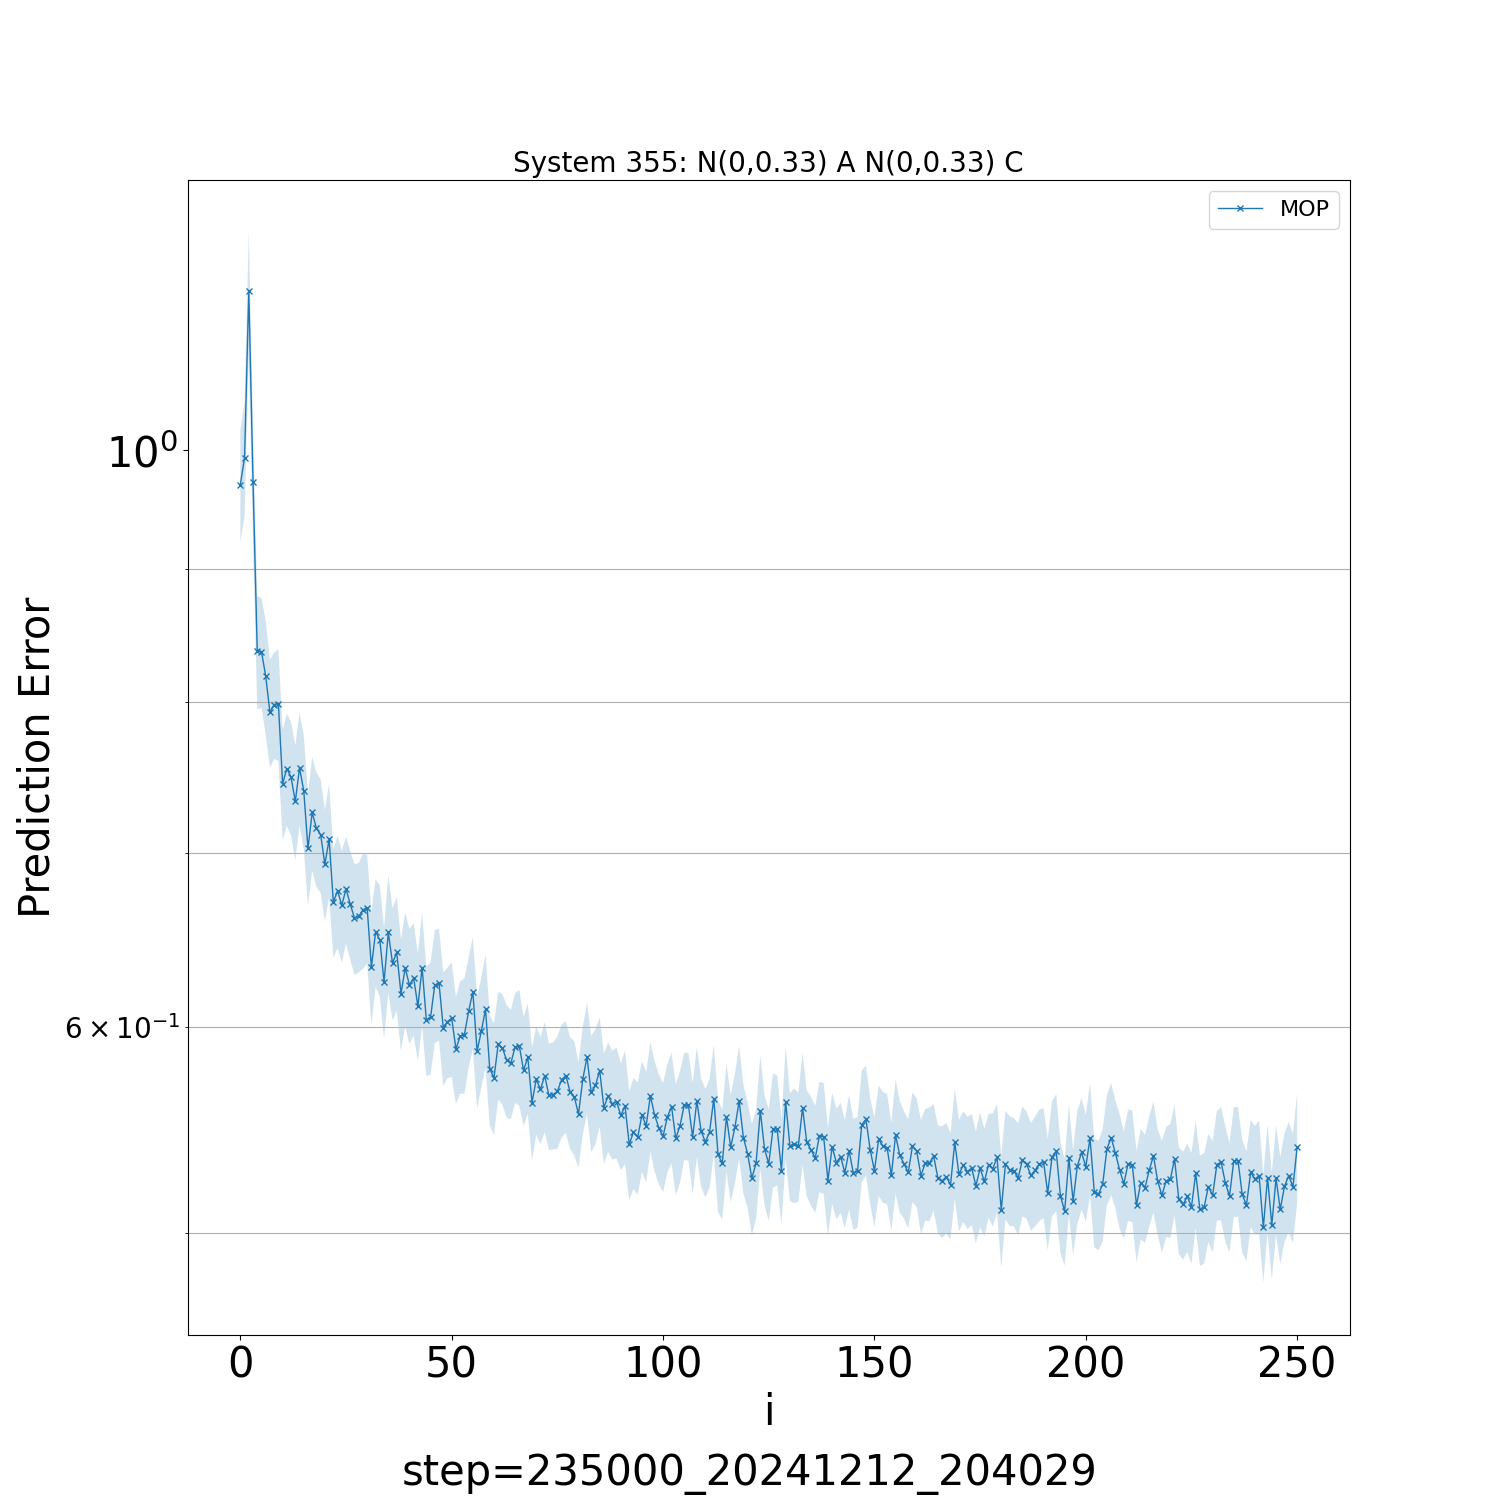 System 355: N(0,0.33) A N(0,0.33) C
MOP
10⁰
6 × 10⁻¹
Prediction Error
0 50 100 150 200 250
i
step=235000_20241212_204029